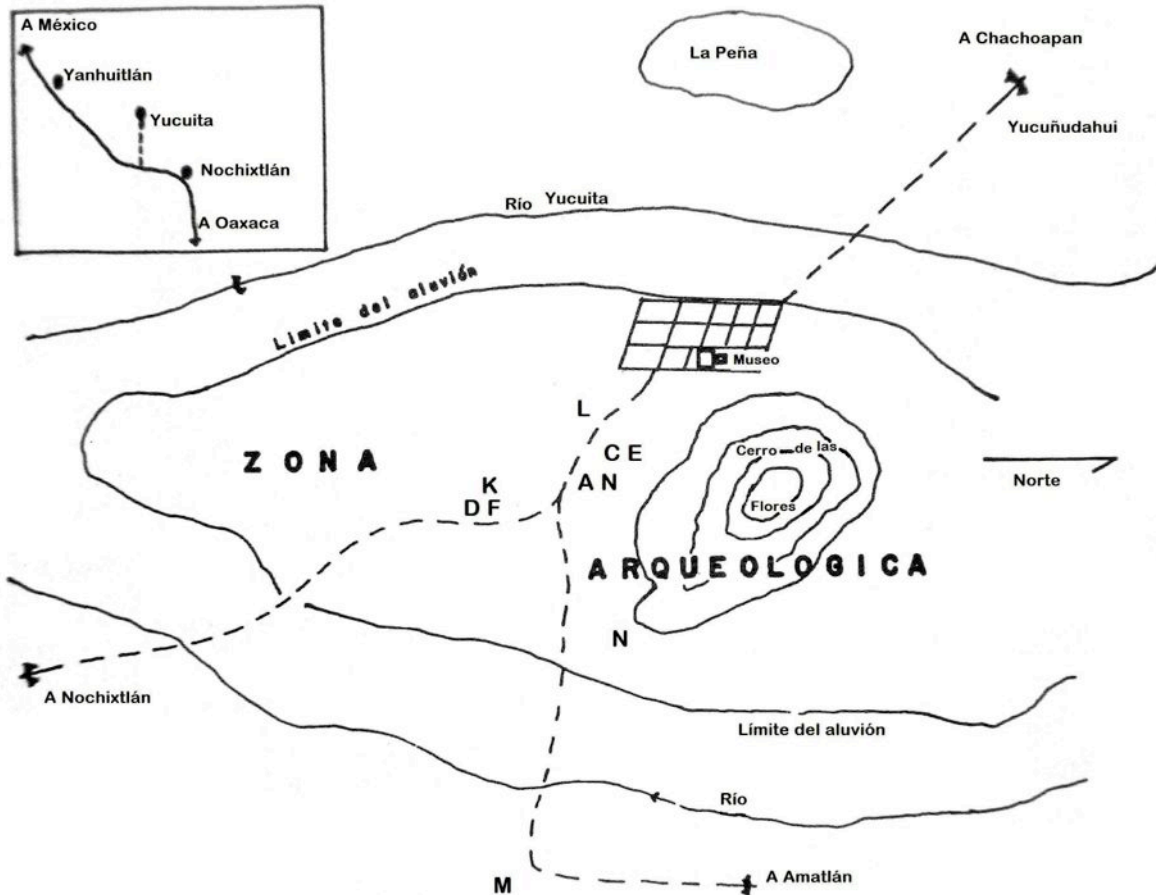 A México
Yanhuitlán
Yucuita
Nochixtlán
A Oaxaca
La Peña
A Chachoapan
Yucuñudahui
Río Yucuita
Límite del aluvión
Museo
L
Z O N A
C E
A N
K
D F
Cerro de las
Flores
Norte
A R Q U E O L O G I C A
N
A Nochixtlán
Límite del aluvión
Río
M
A Amatlán